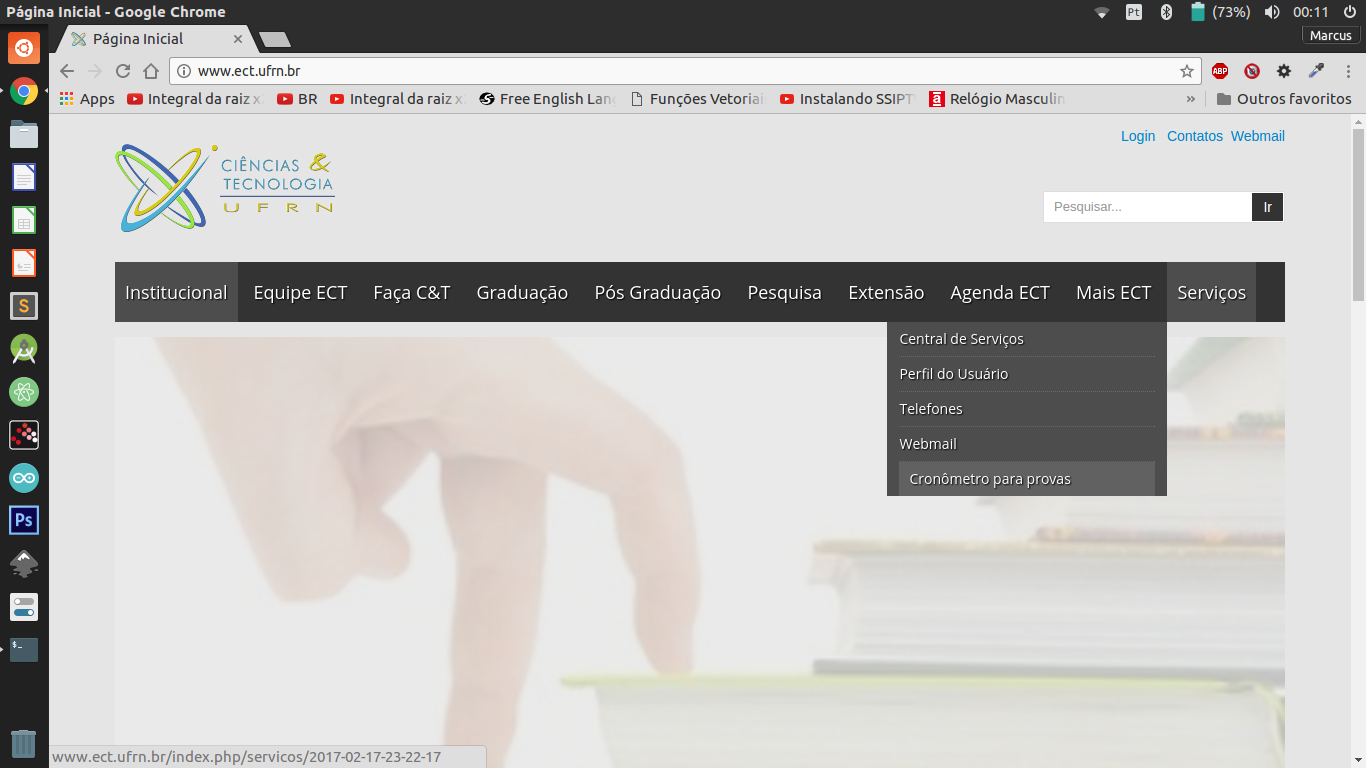 Página Inicial - Google Chrome
Pt (73%) 00:11
Página Inicial
Marcus
www.ect.ufrn.br
ABP
Apps Integral da raiz x BR Integral da raiz x Free English Lan Funções Vetoriai Instalando SSIPT Relógio Masculin » Outros favoritos
Login Contatos Webmail
CIÊNCIAS &
TECNOLOGIA
UFRN
Pesquisar... Ir
Institucional Equipe ECT Faça C&T Graduação Pós Graduação Pesquisa Extensão Agenda ECT Mais ECT Serviços
Central de Serviços
Perfil do Usuário
Telefones
Webmail
Cronômetro para provas
S
Ps
$_
www.ect.ufrn.br/index.php/servicos/2017-02-17-23-22-17